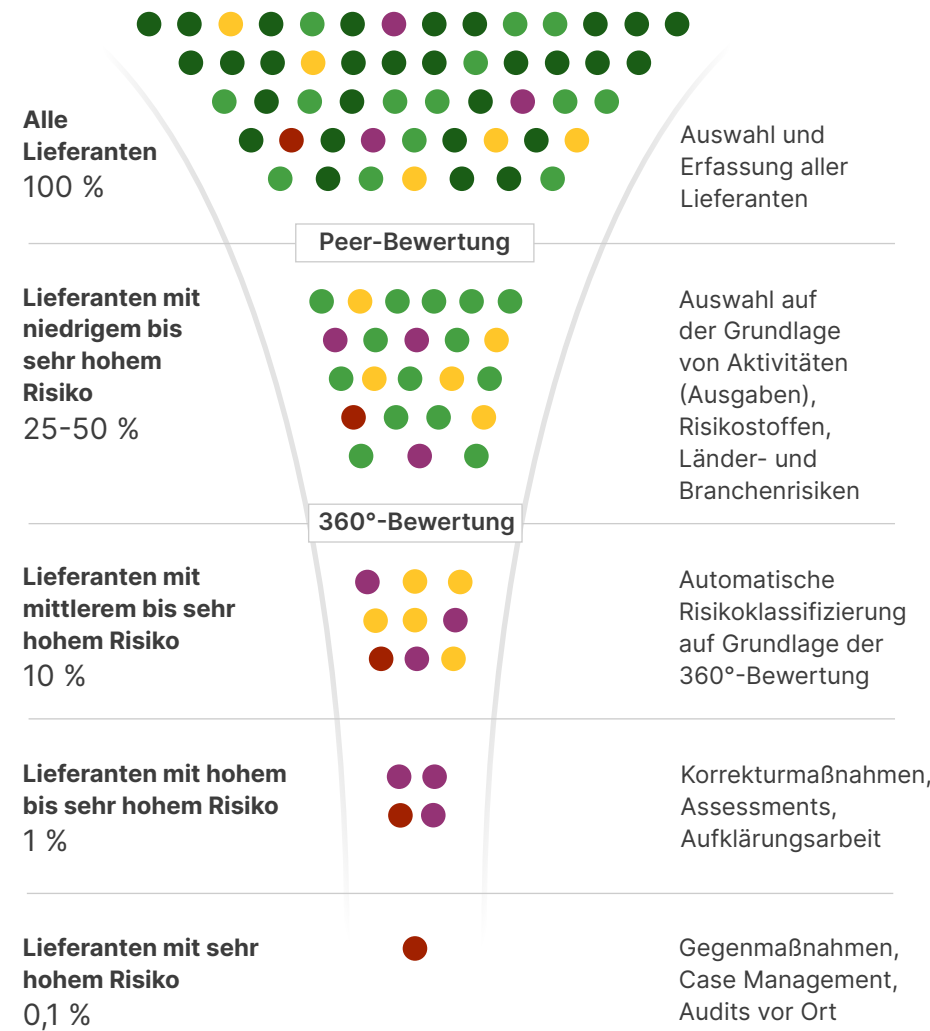 Alle
Lieferanten
100 %
Auswahl und
Erfassung aller
Lieferanten
Peer-Bewertung
Lieferanten mit
niedrigem bis
sehr hohem
Risiko
25-50 %
Auswahl auf
der Grundlage
von Aktivitäten
(Ausgaben),
Risikostoffen,
Länder- und
Branchenrisiken
360°-Bewertung
Lieferanten mit
mittlerem bis sehr
hohem Risiko
10 %
Automatische
Risikoklassifizierung
auf Grundlage der
360°-Bewertung
Lieferanten mit hohem
bis sehr hohem Risiko
1 %
Korrekturmaßnahmen,
Assessments,
Aufklärungsarbeit
Lieferanten mit sehr
hohem Risiko
0,1 %
Gegenmaßnahmen,
Case Management,
Audits vor Ort